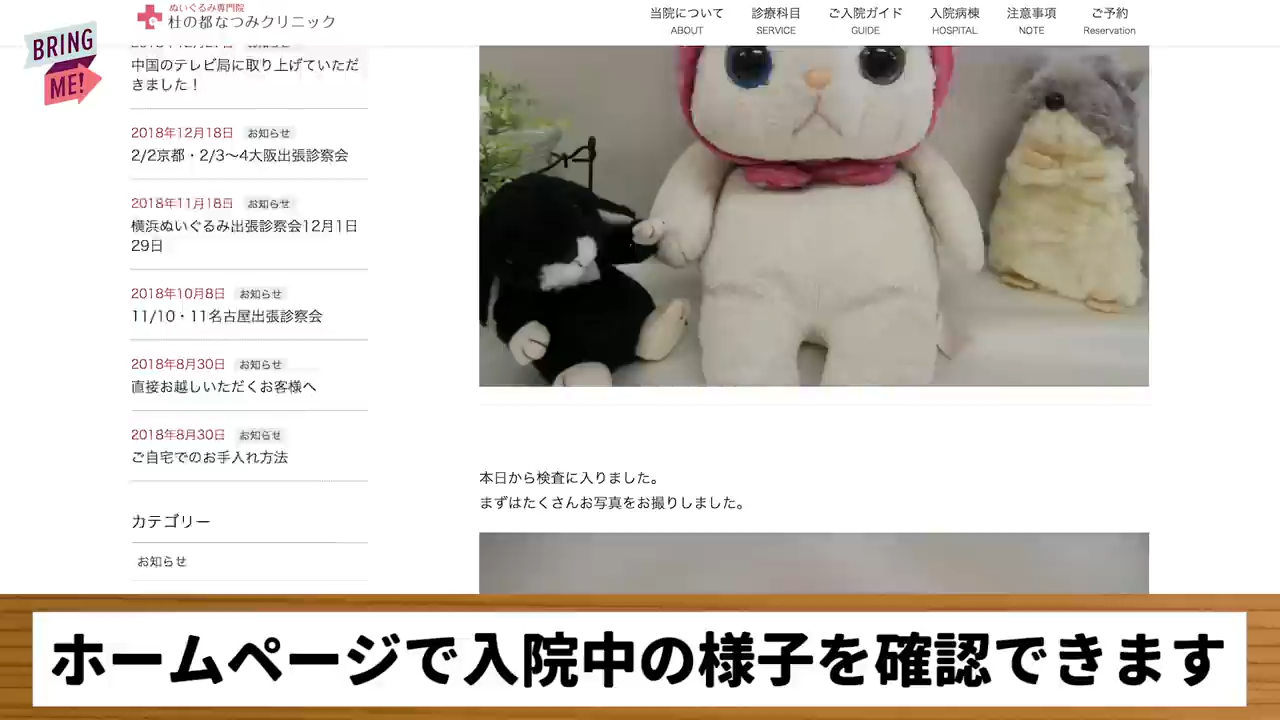 BRING
ME!
ぬいぐるみ専門院
杜の都なつみクリニック
当院について
ABOUT
診療科目
SERVICE
ご入院ガイド
GUIDE
入院病棟
HOSPITAL
注意事項
NOTE
ご予約
Reservation
中国のテレビ局に取り上げていただ
きました！
2018年12月18日 お知らせ
2/2京都・2/3〜4大阪出張診察会
2018年11月18日 お知らせ
横浜ぬいぐるみ出張診察会12月1日
29日
2018年10月8日 お知らせ
11/10・11名古屋出張診察会
2018年8月30日 お知らせ
直接お越しいただくお客様へ
2018年8月30日 お知らせ
ご自宅でのお手入れ方法
カテゴリー
お知らせ
本日から検査に入りました。
まずはたくさんお写真をお撮りしました。
ホームページで入院中の様子を確認できます